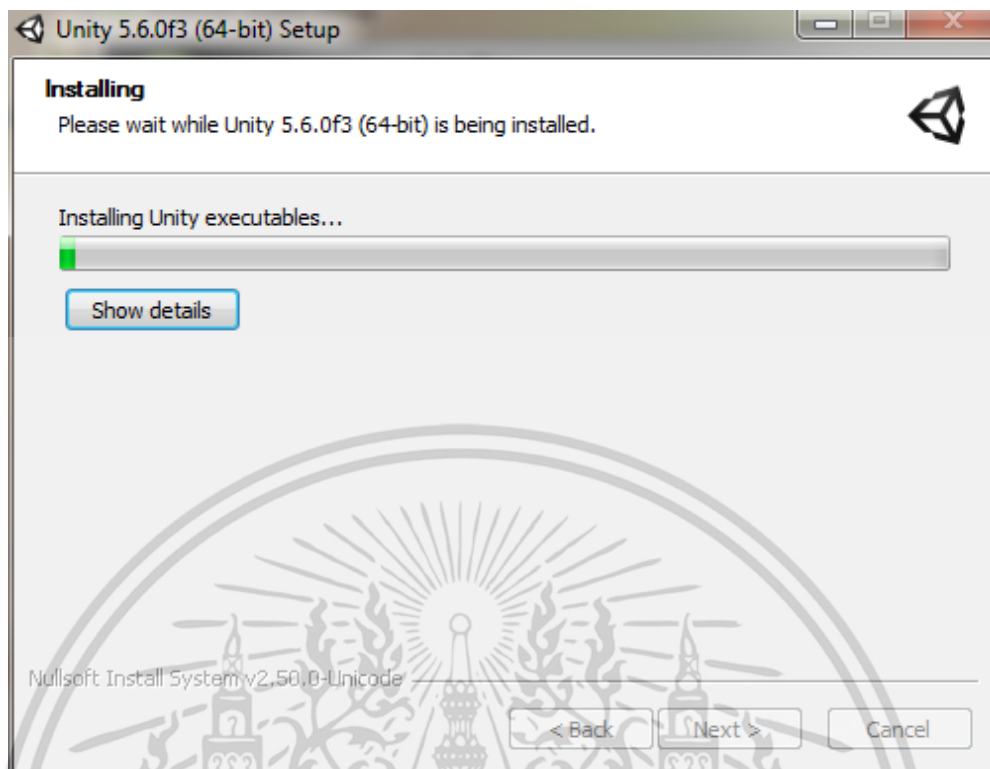 Unity 5.6.0f3 (64-bit) Setup
Installing
Please wait while Unity 5.6.0f3 (64-bit) is being installed.
Installing Unity executables...
Show details
Nullsoft Install System v2.50.0-Unicode
< Back Next > Cancel